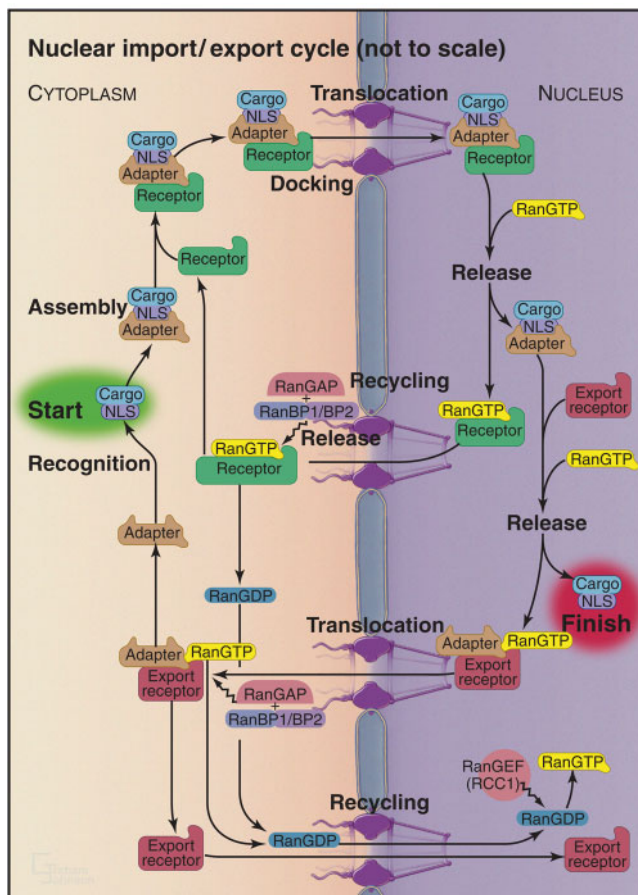 Nuclear import/export cycle (not to scale)
CYTOPLASM
NUCLEUS
Cargo
NLS
Adapter
Receptor
Cargo
NLS
Adapter
Receptor
Translocation
Docking
Cargo
NLS
Adapter
Receptor
RanGTP
Receptor
Release
Assembly
Cargo
NLS
Adapter
Cargo
NLS
Adapter
Start
Cargo
NLS
Recognition
RanGAP
+
RanBP1/BP2
Recycling
Release
RanGTP
Receptor
RanGTP
Receptor
Export
receptor
RanGTP
Release
Adapter
RanGDP
Cargo
NLS
Finish
Translocation
Adapter
RanGTP
Export
receptor
Adapter
RanGTP
Export
receptor
RanGAP
+
RanBP1/BP2
RanGEF
(RCC1)
RanGTP
RanGDP
Recycling
RanGDP
Export
receptor
Export
receptor